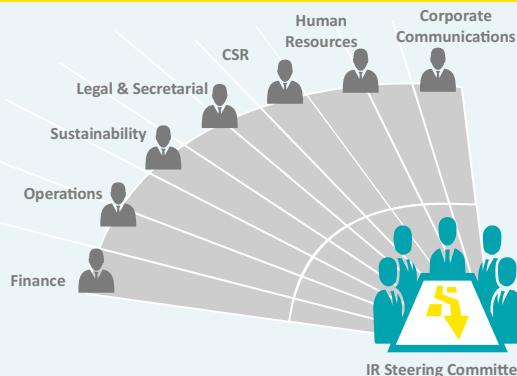 Human
Resources
Corporate
Communications
CSR
Legal & Secretarial
Sustainability
Operations
Finance
IR Steering Committe